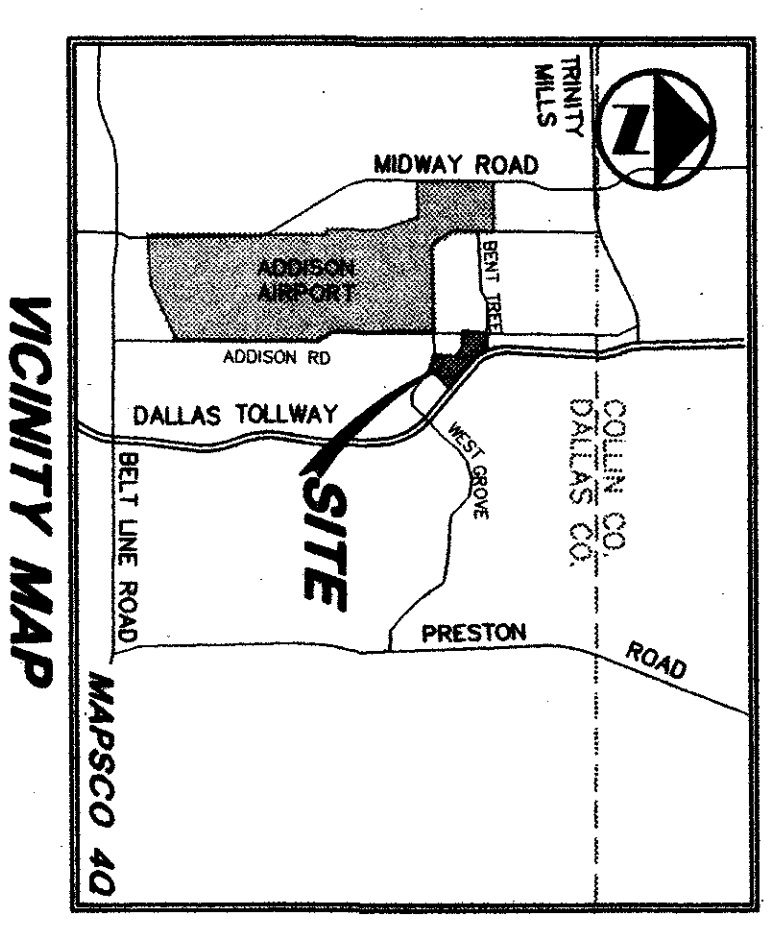 TRINITY
MILLS
N
MIDWAY ROAD
BENT TREE
ADDISON
AIRPORT
ADDISON RD
DALLAS TOLLWAY
WEST GROVE
COLLIN CO.
DALLAS CO.
SITE
BELT LINE ROAD
PRESTON
ROAD
MAPSCO 4Q
VICINITY MAP